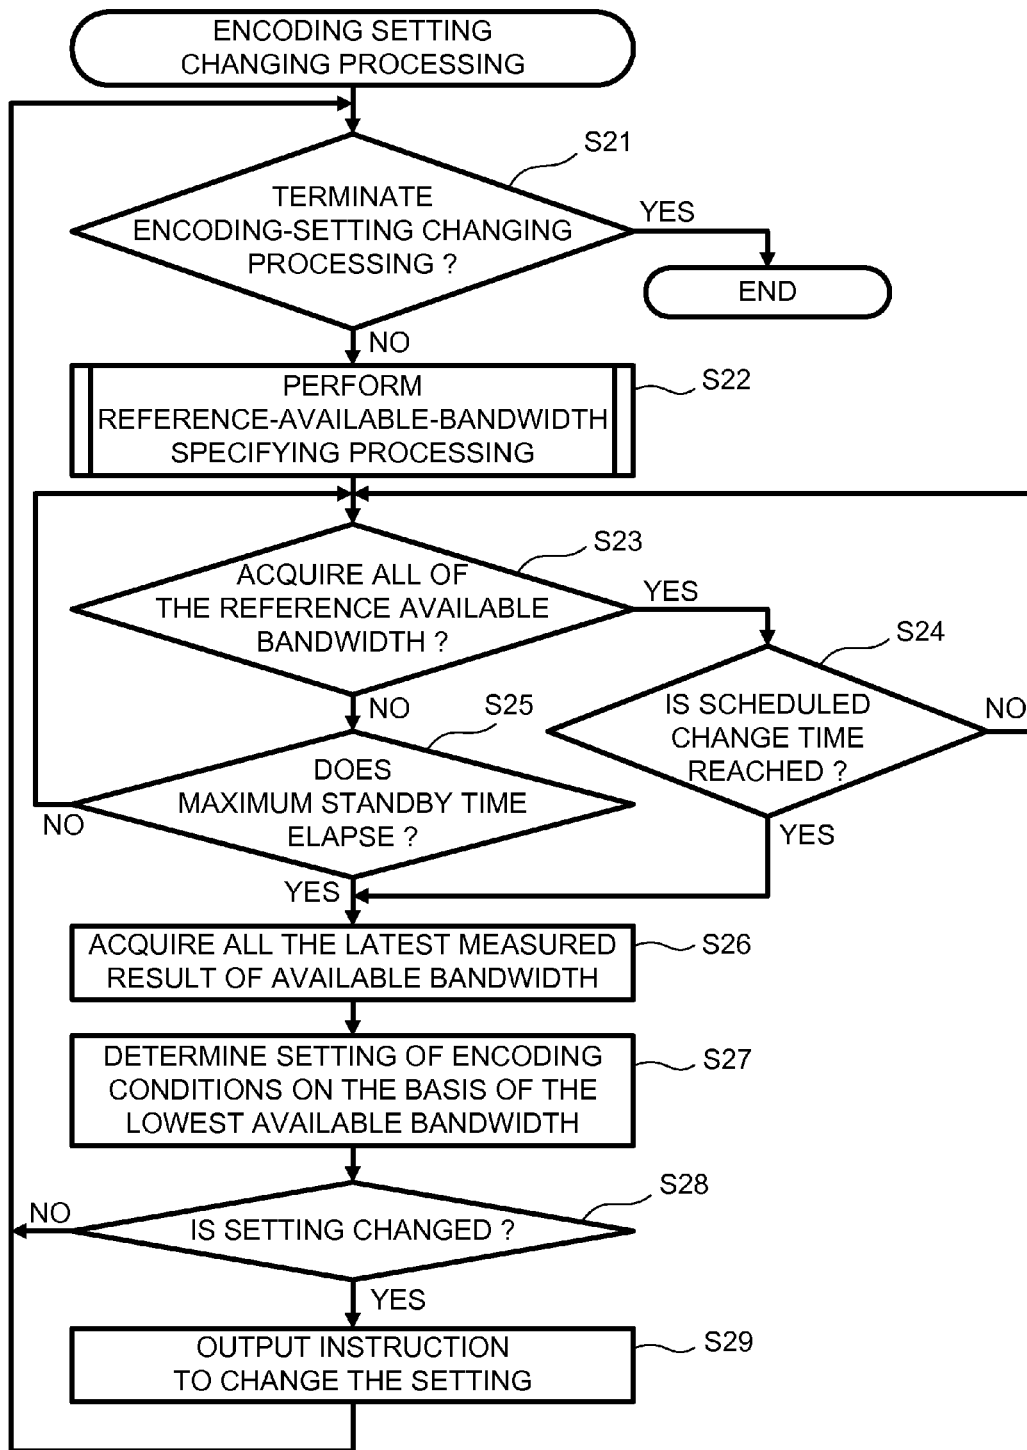 ENCODING SETTING
CHANGING PROCESSING
S21
TERMINATE
ENCODING-SETTING CHANGING
PROCESSING ?
YES
END
NO
S22
PERFORM
REFERENCE-AVAILABLE-BANDWIDTH
SPECIFYING PROCESSING
S23
ACQUIRE ALL OF
THE REFERENCE AVAILABLE
BANDWIDTH ?
YES
S24
NO
S25
IS SCHEDULED
CHANGE TIME
REACHED ?
NO
DOES
MAXIMUM STANDBY TIME
ELAPSE ?
NO
YES
YES
ACQUIRE ALL THE LATEST MEASURED
RESULT OF AVAILABLE BANDWIDTH
S26
DETERMINE SETTING OF ENCODING
CONDITIONS ON THE BASIS OF THE
LOWEST AVAILABLE BANDWIDTH
S27
S28
NO
IS SETTING CHANGED ?
YES
OUTPUT INSTRUCTION
TO CHANGE THE SETTING
S29